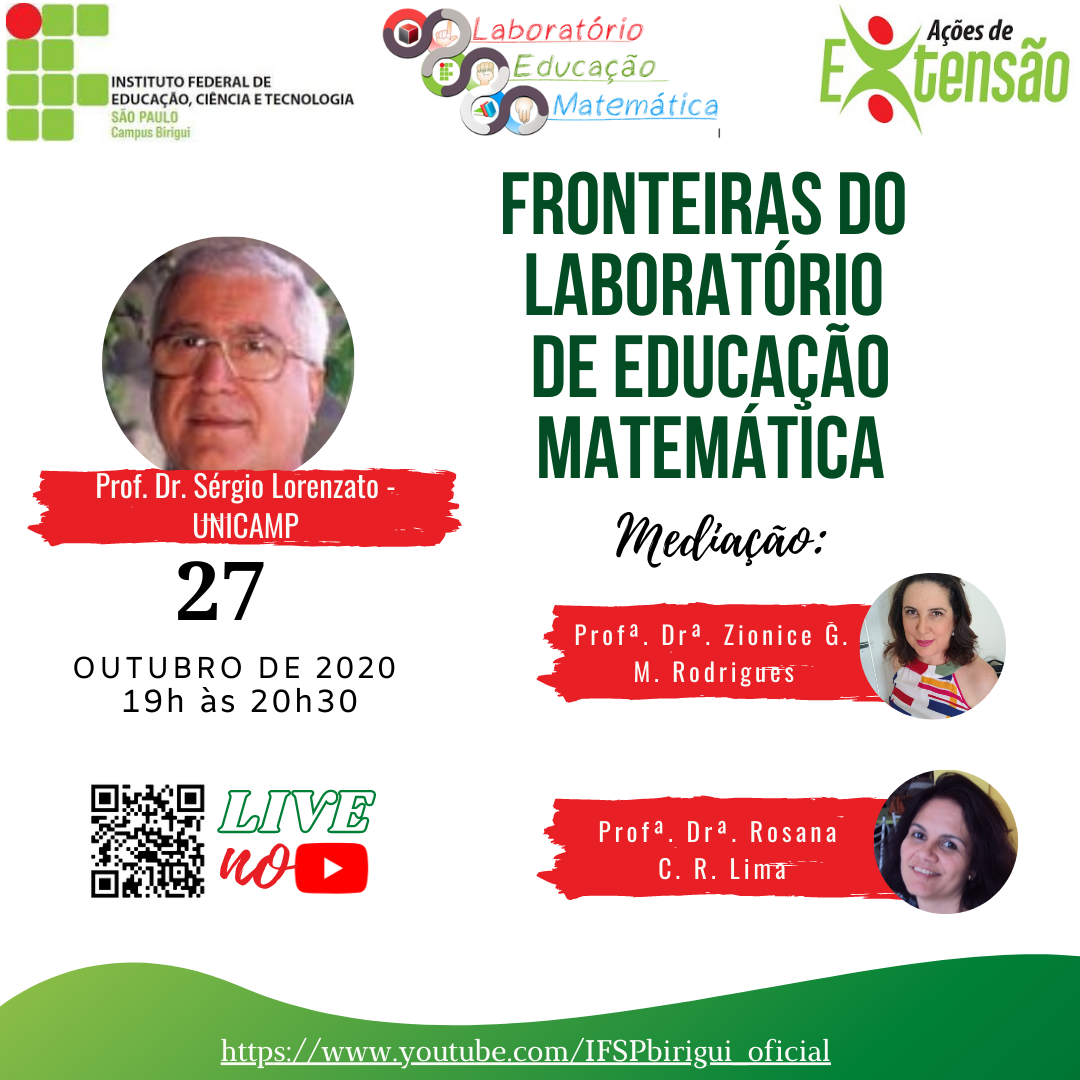 INSTITUTO FEDERAL DE
EDUCAÇÃO, CIÊNCIA E TECNOLOGIA
SÃO PAULO
Campus Birigui
Laboratório
Educação
Matemática
Ações de
Extensão
FRONTEIRAS DO
LABORATÓRIO
DE EDUCAÇÃO
MATEMÁTICA
Prof. Dr. Sérgio Lorenzato -
UNICAMP
27
OUTUBRO DE 2020
19h às 20h30
Mediação:
Profª. Drª. Zionice G.
M. Rodrigues
Profª. Drª. Rosana
C. R. Lima
LIVE
no
https://www.youtube.com/IFSPbirigui_oficial